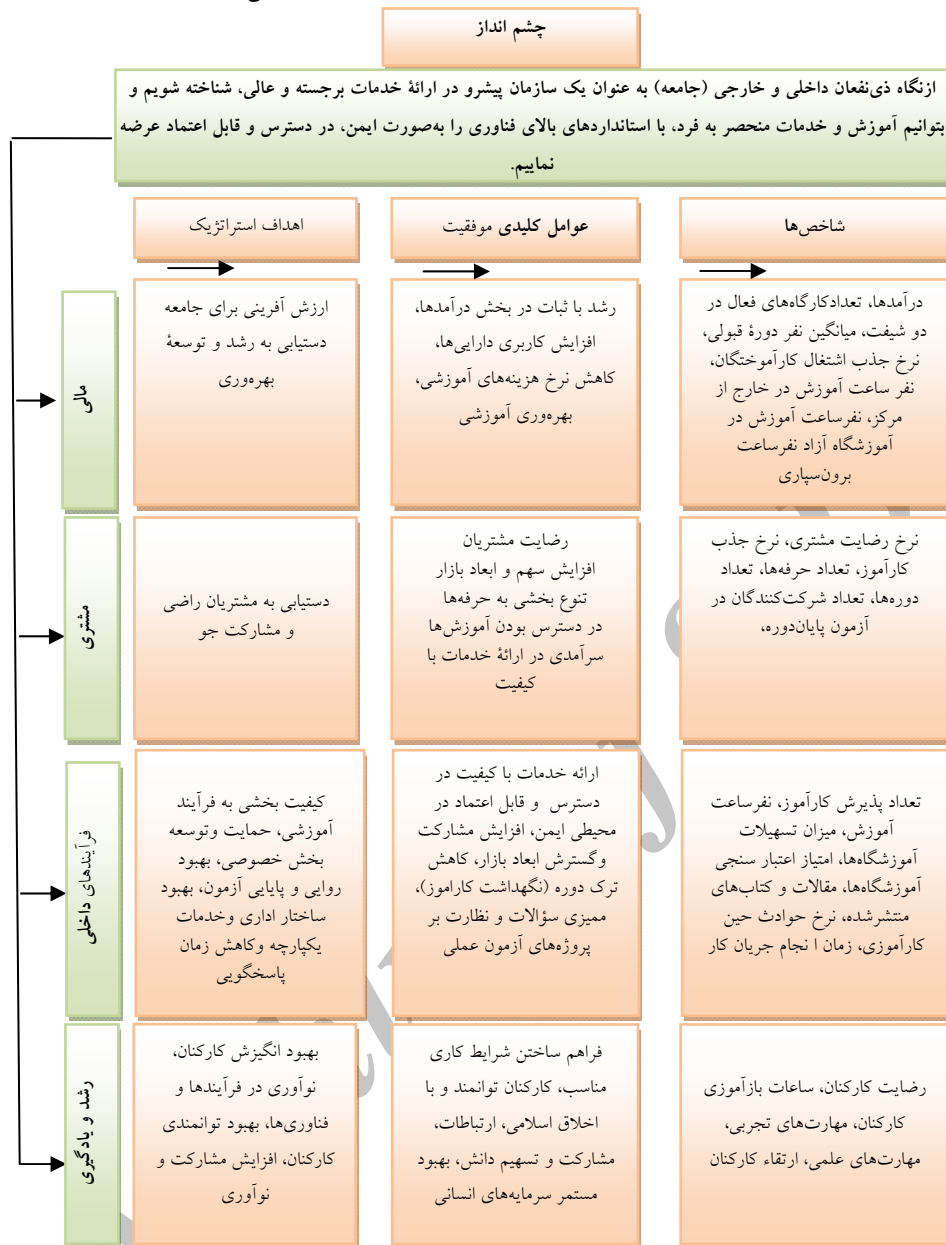 چشم انداز
ازنگاه ذی‌نفعان داخلی و خارجی (جامعه) به عنوان یک سازمان پیشرو در ارائهٔ خدمات برجسته و عالی، شناخته شویم و
بتوانیم آموزش و خدمات منحصر به فرد، با استانداردهای بالای فناوری را به‌صورت ایمن، در دسترس و قابل اعتماد عرضه
نماییم.
اهداف استراتژیک
عوامل کلیدی موفقیت
شاخص‌ها
مالی
ارزش آفرینی برای جامعه
دستیابی به رشد و توسعهٔ
بهره‌وری
رشد با ثبات در بخش درآمدها،
افزایش کاربری دارایی‌ها،
کاهش نرخ هزینه‌های آموزشی،
بهره‌وری آموزشی
درآمدها، تعدادکارگاه‌های فعال در
دو شیفت، میانگین نفر دورهٔ قبولی،
نرخ جذب اشتغال کارآموختگان،
نفر ساعت آموزش در خارج از
مرکز، نفرساعت آموزش در
آموزشگاه آزاد نفرساعت
برون‌سپاری
مشتری
دستیابی به مشتریان راضی
و مشارکت جو
رضایت مشتریان
افزایش سهم و ابعاد بازار
تنوع بخشی به حرفه‌ها
در دسترس بودن آموزش‌ها
سرآمدی در ارائهٔ خدمات با
کیفیت
نرخ رضایت مشتری، نرخ جذب
کارآموز، تعداد حرفه‌ها، تعداد
دوره‌ها، تعداد شرکت‌کنندگان در
آزمون پایان‌دوره،
فرآیندهای داخلی
کیفیت بخشی به فرآیند
آموزشی، حمایت وتوسعه
بخش خصوصی، بهبود
روایی و پایایی آزمون، بهبود
ساختار اداری وخدمات
یکپارچه وکاهش زمان
پاسخگویی
ارائه خدمات با کیفیت در
دسترس و قابل اعتماد در
محیطی ایمن، افزایش مشارکت
وگسترش ابعاد بازار، کاهش
ترک دوره (نگهداشت کاراموز)،
ممیزی سؤالات و نظارت بر
پروژه‌های آزمون عملی
تعداد پذیرش کارآموز، نفرساعت
آموزش، میزان تسهیلات
آموزشگاه‌ها، امتیاز اعتبار سنجی
آموزشگاه‌ها، مقالات و کتاب‌های
منتشرشده، نرخ حوادث حین
کارآموزی، زمان ا نجام جریان کار
رشد و یادگیری
بهبود انگیزش کارکنان،
نوآوری در فرآیندها و
فناوری‌ها، بهبود توانمندی
کارکنان، افزایش مشارکت و
نوآوری
فراهم ساختن شرایط کاری
مناسب، کارکنان توانمند و با
اخلاق اسلامی، ارتباطات،
مشارکت و تسهیم دانش، بهبود
مستمر سرمایه‌های انسانی
رضایت کارکنان، ساعات بازآموزی
کارکنان، مهارت‌های تجربی،
مهارت‌های علمی، ارتقاء کارکنان